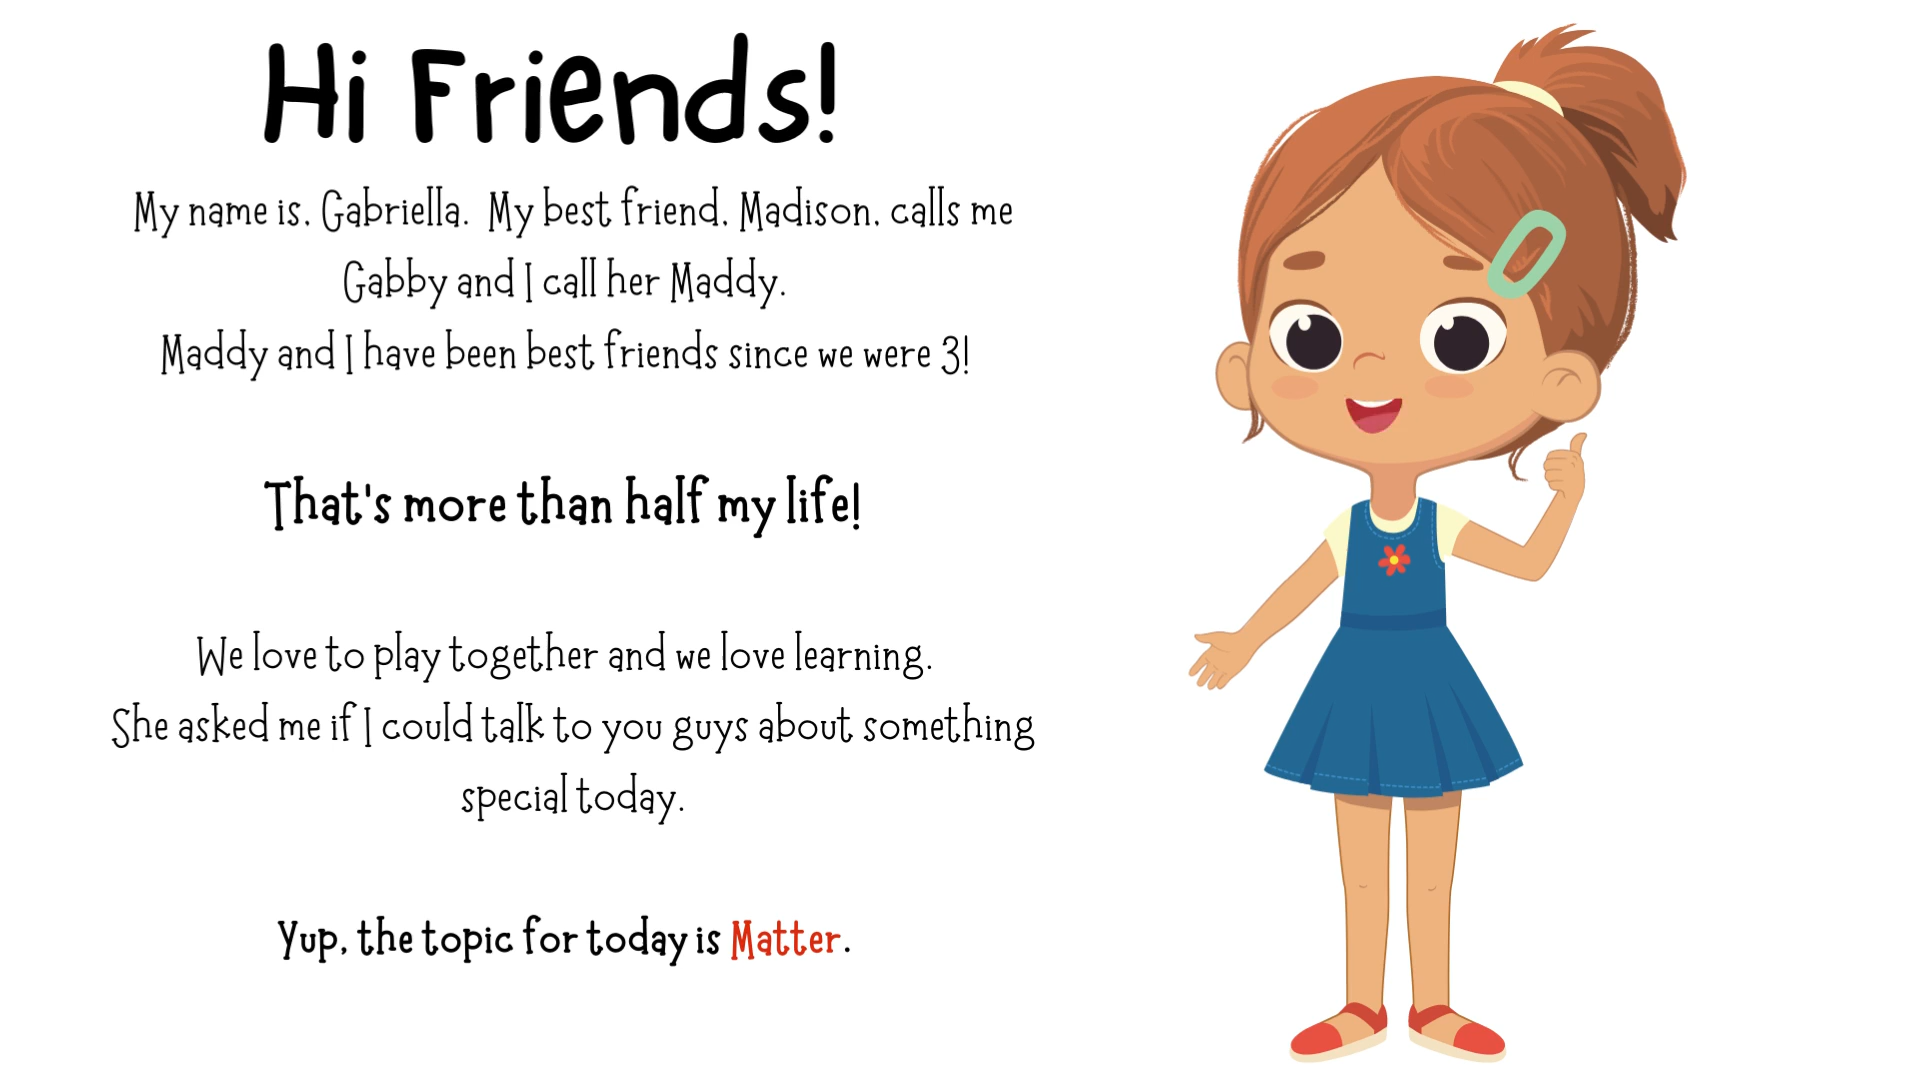 Hi Friends!
My name is, Gabriella. My best friend, Madison, calls me
Gabby and I call her Maddy.
Maddy and I have been best friends since we were 3!
That's more than half my life!
We love to play together and we love learning.
She asked me if I could talk to you guys about something
special today.
Yup, the topic for today is Matter.